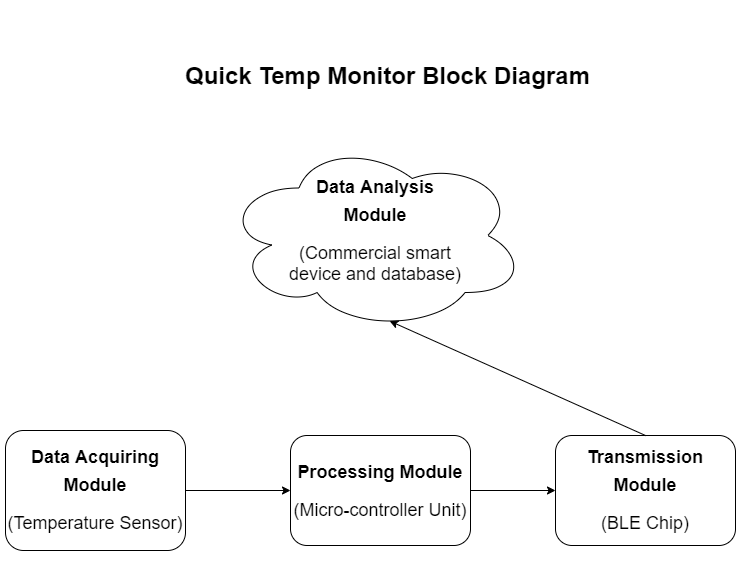 Quick Temp Monitor Block Diagram
Data Analysis
Module
(Commercial smart
device and database)
Data Acquiring
Module
(Temperature Sensor)
Processing Module
(Micro-controller Unit)
Transmission
Module
(BLE Chip)